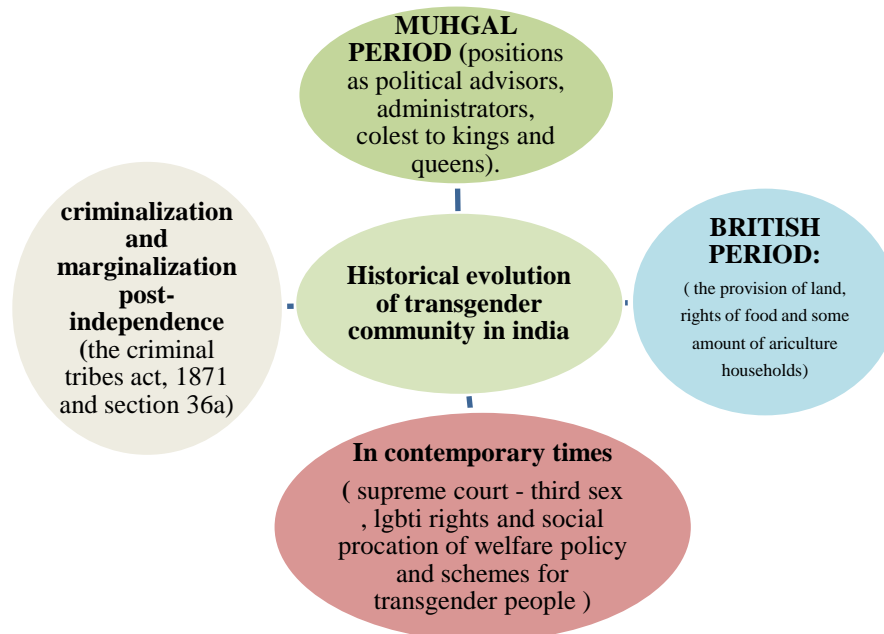 MUHGAL
PERIOD (positions
as political advisors,
administrators,
colest to kings and
queens).
criminalization
and
marginalization
post-
independence
(the criminal
tribes act, 1871
and section 36a)
Historical evolution
of transgender
community in india
BRITISH
PERIOD:
( the provision of land,
rights of food and some
amount of ariculture
households)
In contemporary times
( supreme court - third sex
, lgbti rights and social
procation of welfare policy
and schemes for
transgender people )